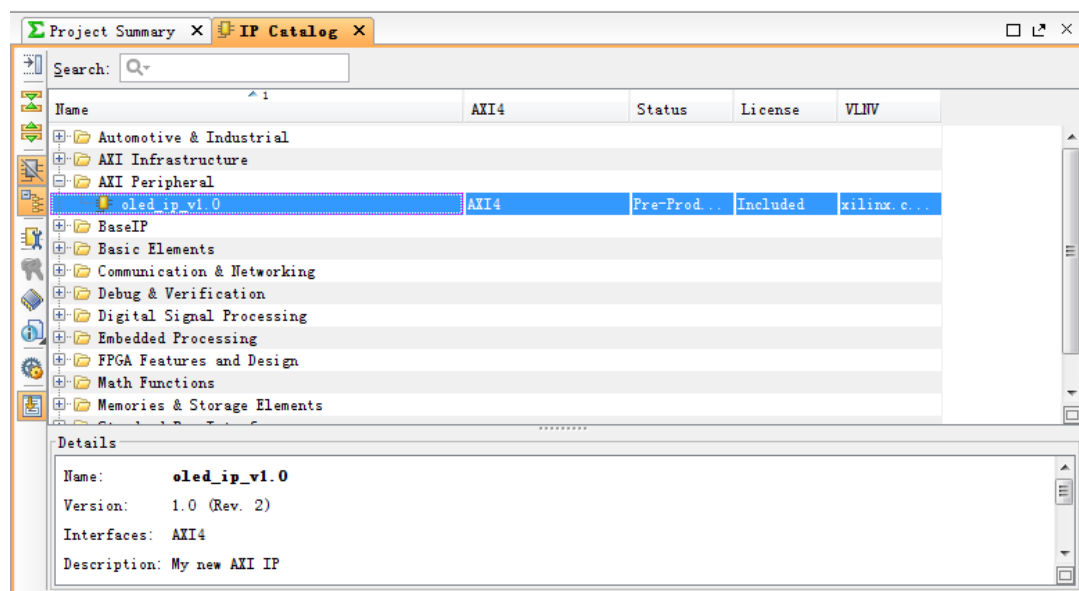 Project Summary X IP Catalog X
Search:
Name 1 AXI4 Status License VLNV
Automotive & Industrial
AXI Infrastructure
AXI Peripheral
oled_ip_v1.0 AXI4 Pre-Prod... Included xilinx.c...
BaseIP
Basic Elements
Communication & Networking
Debug & Verification
Digital Signal Processing
Embedded Processing
FPGA Features and Design
Math Functions
Memories & Storage Elements
Details
Name: oled_ip_v1.0
Version: 1.0 (Rev. 2)
Interfaces: AXI4
Description: My new AXI IP